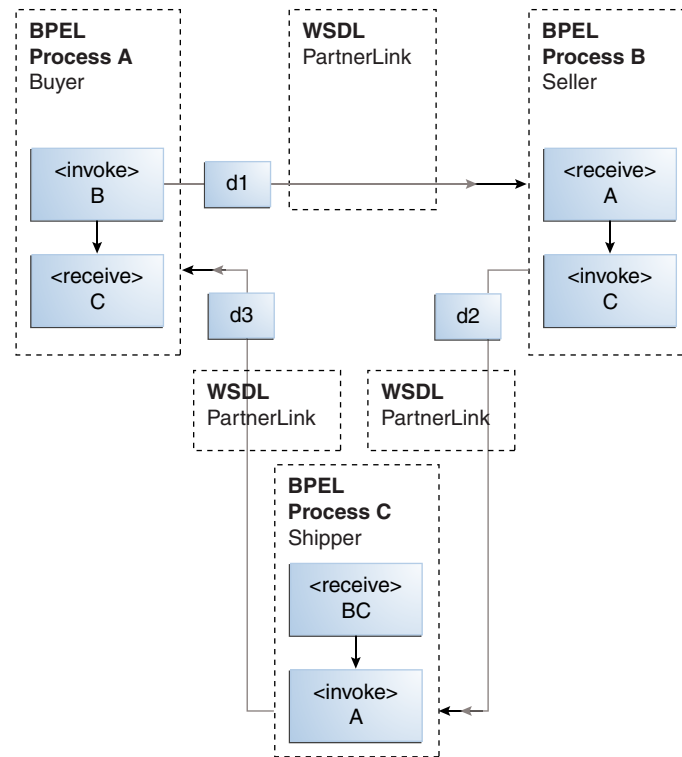 BPEL
Process A
Buyer
<invoke>
B
<receive>
C
WSDL
PartnerLink
BPEL
Process B
Seller
<receive>
A
<invoke>
C
d1
d3
d2
WSDL
PartnerLink
WSDL
PartnerLink
BPEL
Process C
Shipper
<receive>
BC
<invoke>
A